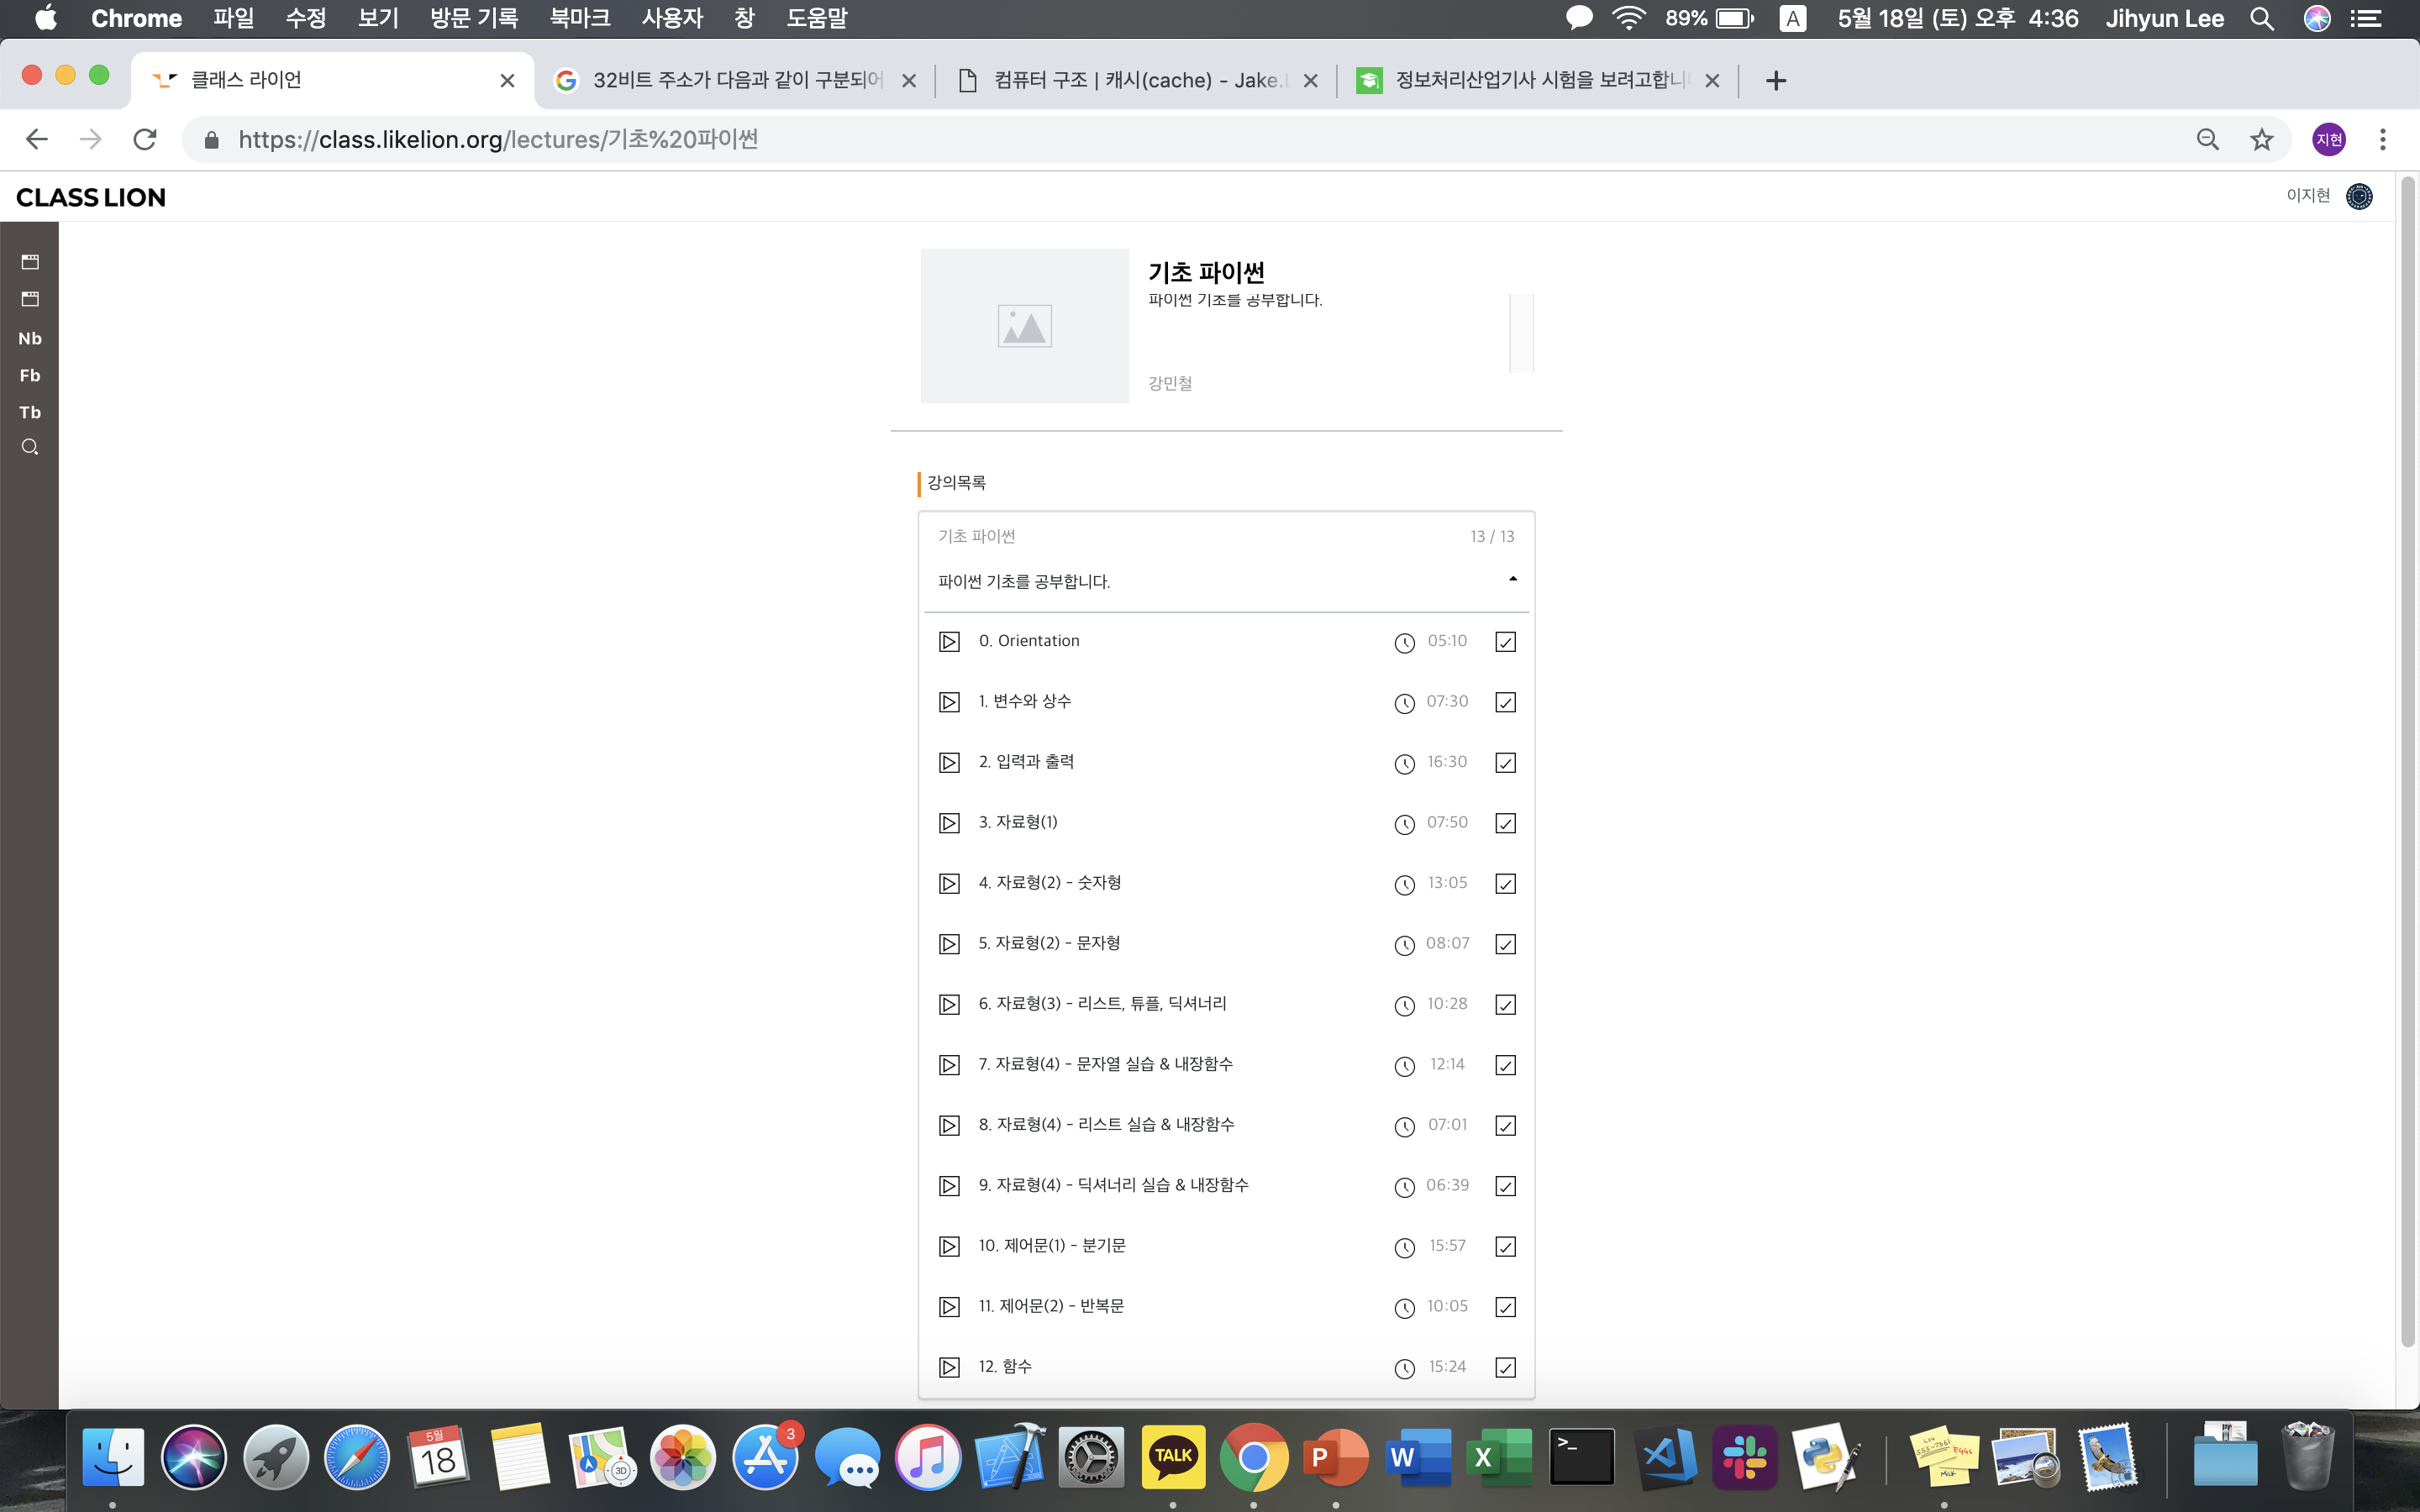 Chrome 파일 수정 보기 방문 기록 북마크 사용자 창 도움말 89% A 5월 18일 (토) 오후 4:36 Jihyun Lee
클래스 라이언 32비트 주소가 다음과 같이 구분되어 컴퓨터 구조 | 캐시(cache) - Jake. 정보처리산업기사 시험을 보려고합니
https://class.likelion.org/lectures/기초%20파이썬 지현
CLASS LION 이지현
Nb
Fb
Tb
기초 파이썬
파이썬 기초를 공부합니다.
강민철
강의목록
기초 파이썬 13 / 13
파이썬 기초를 공부합니다.
0. Orientation 05:10
1. 변수와 상수 07:30
2. 입력과 출력 16:30
3. 자료형(1) 07:50
4. 자료형(2) - 숫자형 13:05
5. 자료형(2) - 문자형 08:07
6. 자료형(3) - 리스트, 튜플, 딕셔너리 10:28
7. 자료형(4) - 문자열 실습 & 내장함수 12:14
8. 자료형(4) - 리스트 실습 & 내장함수 07:01
9. 자료형(4) - 딕셔너리 실습 & 내장함수 06:39
10. 제어문(1) - 분기문 15:57
11. 제어문(2) - 반복문 10:05
12. 함수 15:24
5월
18
3D
3
TALK
P
W
X
>_
EGGS
MILK